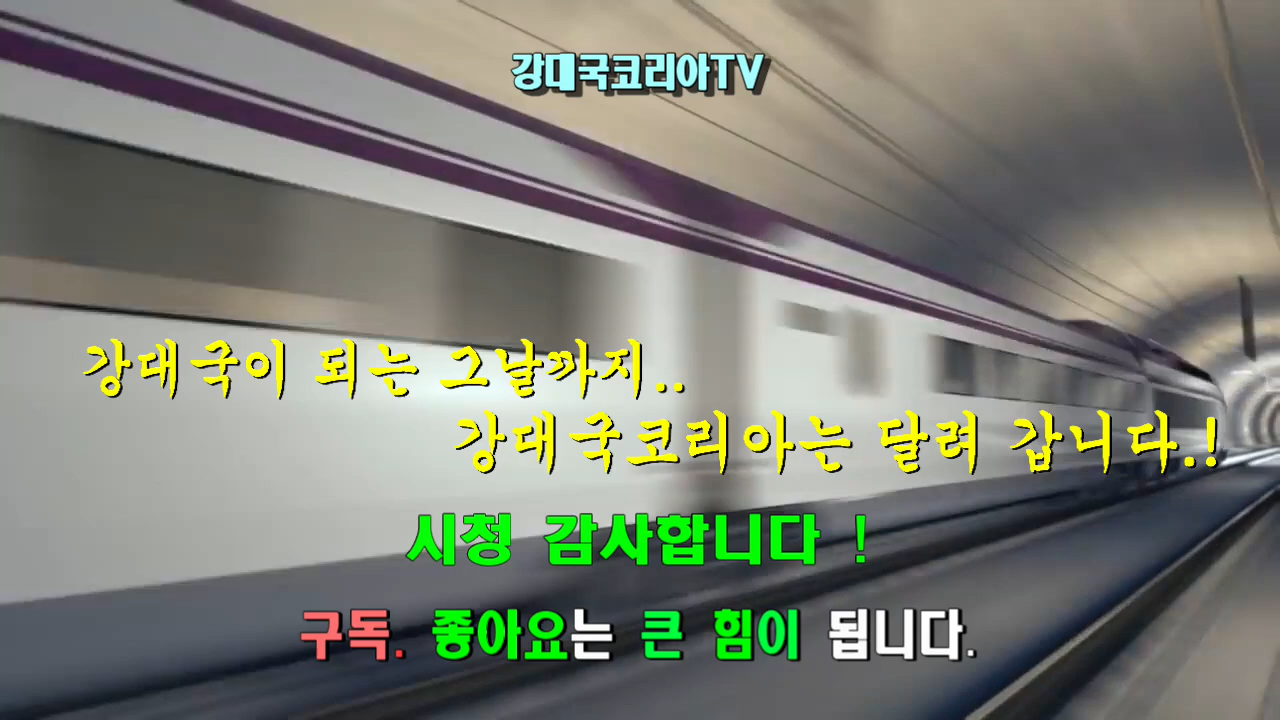 강대국코리아TV
강대국이 되는 그날까지..
강대국코리아는 달려 갑니다.!
시청 감사합니다 !
구독. 좋아요는 큰 힘이 됩니다.